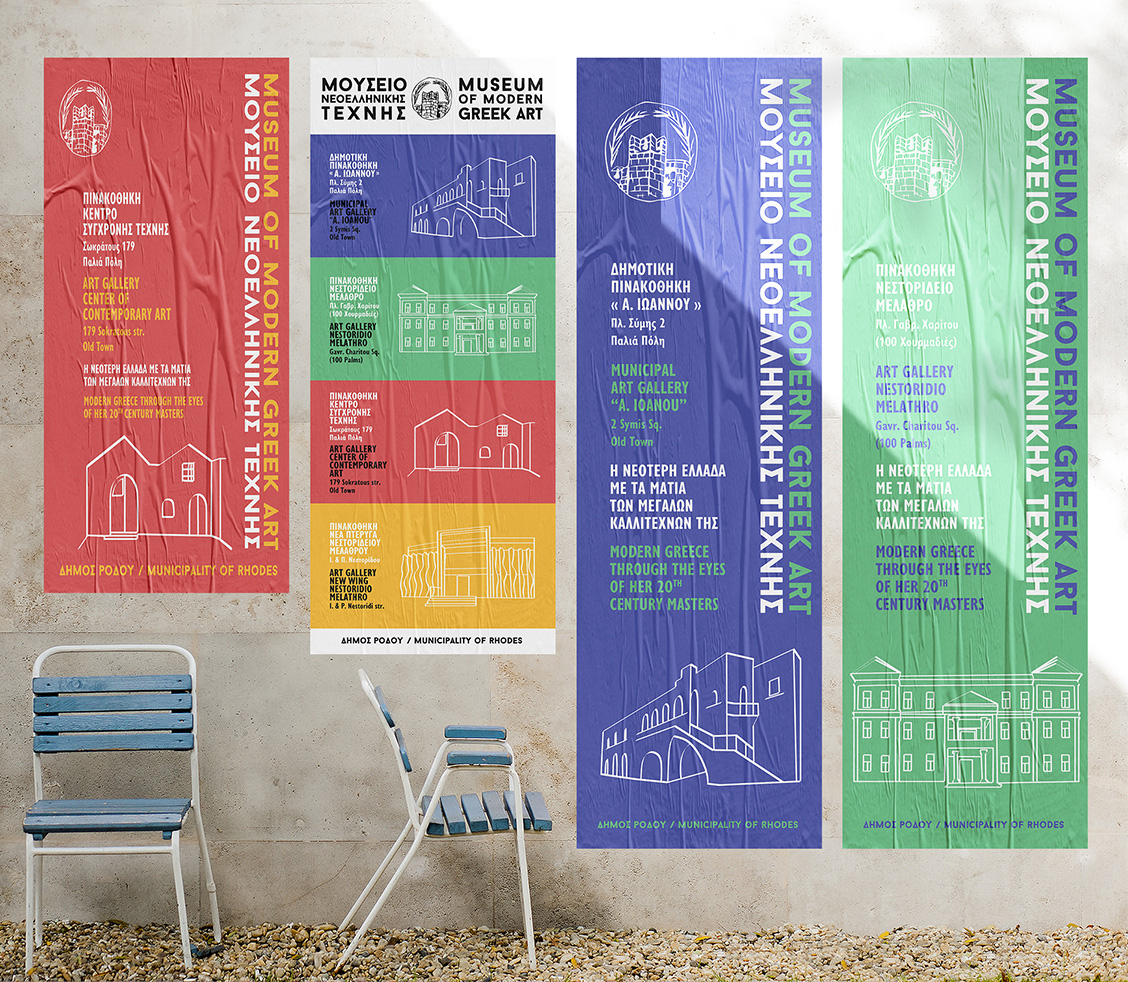 MUSEUM OF MODERN GREEK ART
ΜΟΥΣΕΙΟ ΝΕΟΕΛΛΗΝΙΚΗΣ ΤΕΧΝΗΣ
ΠΙΝΑΚΟΘΗΚΗ
ΚΕΝΤΡΟ
ΣΥΓΧΡΟΝΗΣ ΤΕΧΝΗΣ
Σωκράτους 179
Παλιά Πόλη
ART GALLERY
CENTER OF
CONTEMPORARY ART
179 Sokratous str.
Old Town
Η ΝΕΟΤΕΡΗ ΕΛΛΑΔΑ ΜΕ ΤΑ ΜΑΤΙΑ
ΤΩΝ ΜΕΓΑΛΩΝ ΚΑΛΛΙΤΕΧΝΩΝ ΤΗΣ
MODERN GREECE THROUGH THE EYES
OF HER 20TH CENTURY MASTERS
ΔΗΜΟΣ ΡΟΔΟΥ / MUNICIPALITY OF RHODES
ΜΟΥΣΕΙΟ
ΝΕΟΕΛΗΝΙΚΗΣ
ΤΕΧΝΗΣ
MUSEUM
OF MODERN
GREEK ART
ΔΗΜΟΤΙΚΗ
ΠΙΝΑΚΟΘΗΚΗ
« Α. ΙΩΑΝΝΟΥ »
Πλ. Σύμης 2
Παλιά Πόλη
MUNICIPAL
ART GALLERY
“A. IOANOU”
2 Symis Sq.
Old Town
ΠΙΝΑΚΟΘΗΚΗ
ΝΕΣΤΟΡΙΔΕΙΟ
ΜΕΛΑΘΡΟ
Πλ. Γαβρ. Χαρίτου
(100 Χουρμαδιές)
ART GALLERY
NESTORIDIO
MELATHRO
Gavr. Charitou Sq.
(100 Palms)
ΠΙΝΑΚΟΘΗΚΗ
ΚΕΝΤΡΟ
ΣΥΓΧΡΟΝΗΣ
ΤΕΧΝΗΣ
Σωκράτους 179
Παλιά Πόλη
ART GALLERY
CENTER OF
CONTEMPORARY
ART
179 Sokratous str.
Old Town
ΠΙΝΑΚΟΘΗΚΗ
ΝΕΑ ΠΤΕΡΥΓΑ
ΝΕΣΤΟΡΙΔΕΙΟΥ
ΜΕΛΑΘΡΟΥ
Ι. & Π. Νεστορίδου
ART GALLERY
NEW WING
NESTORIDIO
MELATHRO
I. & P. Nestoridi str.
ΔΗΜΟΣ ΡΟΔΟΥ / MUNICIPALITY OF RHODES
MUSEUM OF MODERN GREEK ART
ΜΟΥΣΕΙΟ ΝΕΟΕΛΛΗΝΙΚΗΣ ΤΕΧΝΗΣ
ΔΗΜΟΤΙΚΗ
ΠΙΝΑΚΟΘΗΚΗ
« Α. ΙΩΑΝΝΟΥ »
Πλ. Σύμης 2
Παλιά Πόλη
MUNICIPAL
ART GALLERY
“A. IOANOU”
2 Symis Sq.
Old Town
Η ΝΕΟΤΕΡΗ ΕΛΛΑΔΑ
ΜΕ ΤΑ ΜΑΤΙΑ
ΤΩΝ ΜΕΓΑΛΩΝ
ΚΑΛΛΙΤΕΧΝΩΝ ΤΗΣ
MODERN GREECE
THROUGH THE EYES
OF HER 20TH
CENTURY MASTERS
ΔΗΜΟΣ ΡΟΔΟΥ / MUNICIPALITY OF RHODES
MUSEUM OF MODERN GREEK ART
ΜΟΥΣΕΙΟ ΝΕΟΕΛΛΗΝΙΚΗΣ ΤΕΧΝΗΣ
ΠΙΝΑΚΟΘΗΚΗ
ΝΕΣΤΟΡΙΔΕΙΟ
ΜΕΛΑΘΡΟ
Πλ. Γαβρ. Χαρίτου
(100 Χουρμαδιές)
ART GALLERY
NESTORIDIO
MELATHRO
Gavr. Charitou Sq.
(100 Palms)
Η ΝΕΟΤΕΡΗ ΕΛΛΑΔΑ
ΜΕ ΤΑ ΜΑΤΙΑ
ΤΩΝ ΜΕΓΑΛΩΝ
ΚΑΛΛΙΤΕΧΝΩΝ ΤΗΣ
MODERN GREECE
THROUGH THE EYES
OF HER 20TH
CENTURY MASTERS
ΔΗΜΟΣ ΡΟΔΟΥ / MUNICIPALITY OF RHODES